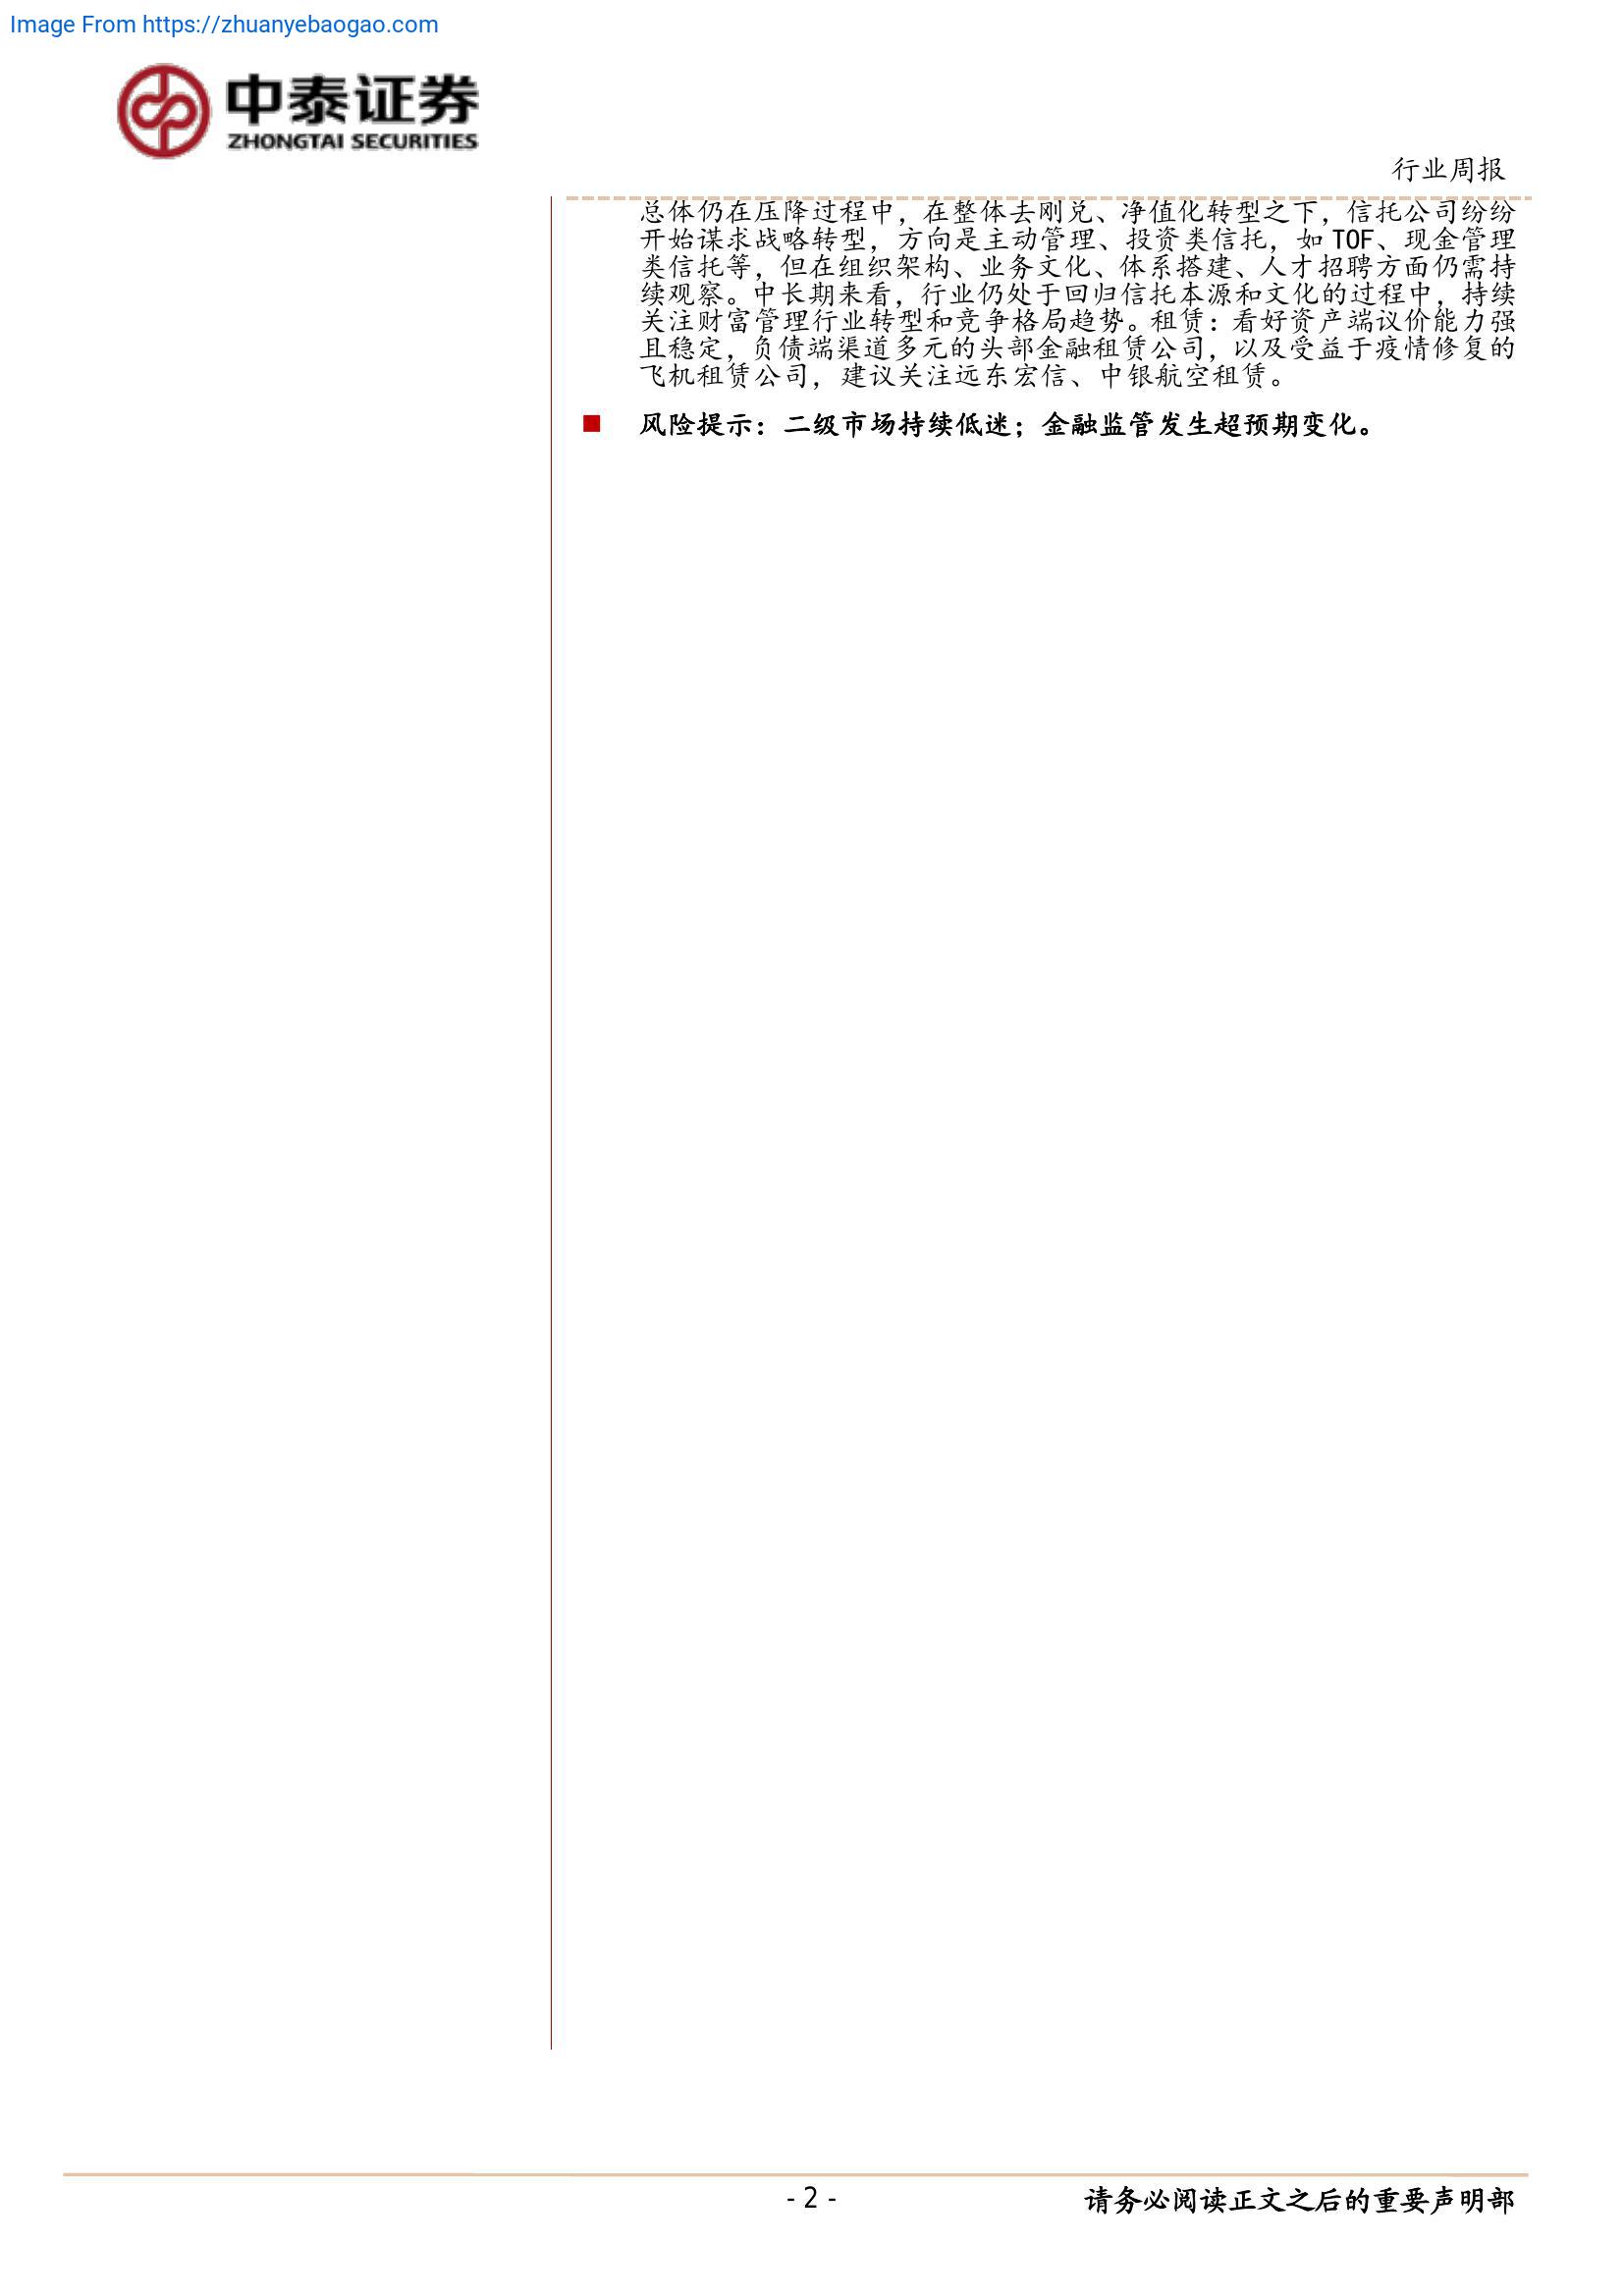 Image From https://zhuanyebaogao.com
中泰证券
ZHONGTAI SECURITIES
行业周报
总体仍在压降过程中，在整体去刚兑、净值化转型之下，信托公司纷纷
开始谋求战略转型，方向是主动管理、投资类信托，如 TOF、现金管理
类信托等，但在组织架构、业务文化、体系搭建、人才招聘方面仍需持
续观察。中长期来看，行业仍处于回归信托本源和文化的过程中，持续
关注财富管理行业转型和竞争格局趋势。租赁：看好资产端议价能力强
且稳定，负债端渠道多元的头部金融租赁公司，以及受益于疫情修复的
飞机租赁公司，建议关注远东宏信、中银航空租赁。
■ 风险提示：二级市场持续低迷；金融监管发生超预期变化。
- 2 -
请务必阅读正文之后的重要声明部